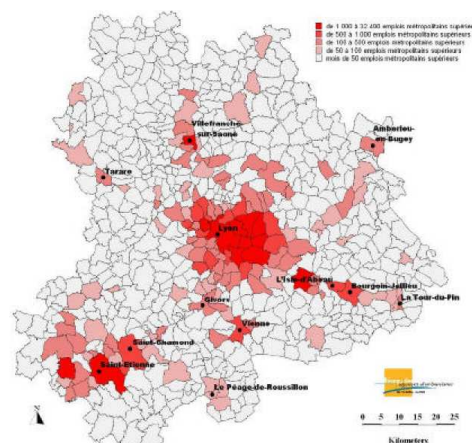 de 1 000 à 32 400 emplois métropolitains supérieurs
de 500 à 1 000 emplois métropolitains supérieurs
de 100 à 500 emplois métropolitains supérieurs
de 50 à 100 emplois métropolitains supérieurs
mois de 50 emplois métropolitains supérieurs
Villefranche-
sur-Saône
Ambérieu-
en-Bugey
Tarare
Lyon
L'Isle-d'Abeau
Bourgoin-Jallieu
La Tour-du-Pin
Givors
Vienne
Saint-Chamond
Saint-Etienne
Le Péage-de-Roussillon
N
0 5 10 15 20 25
Kilometers